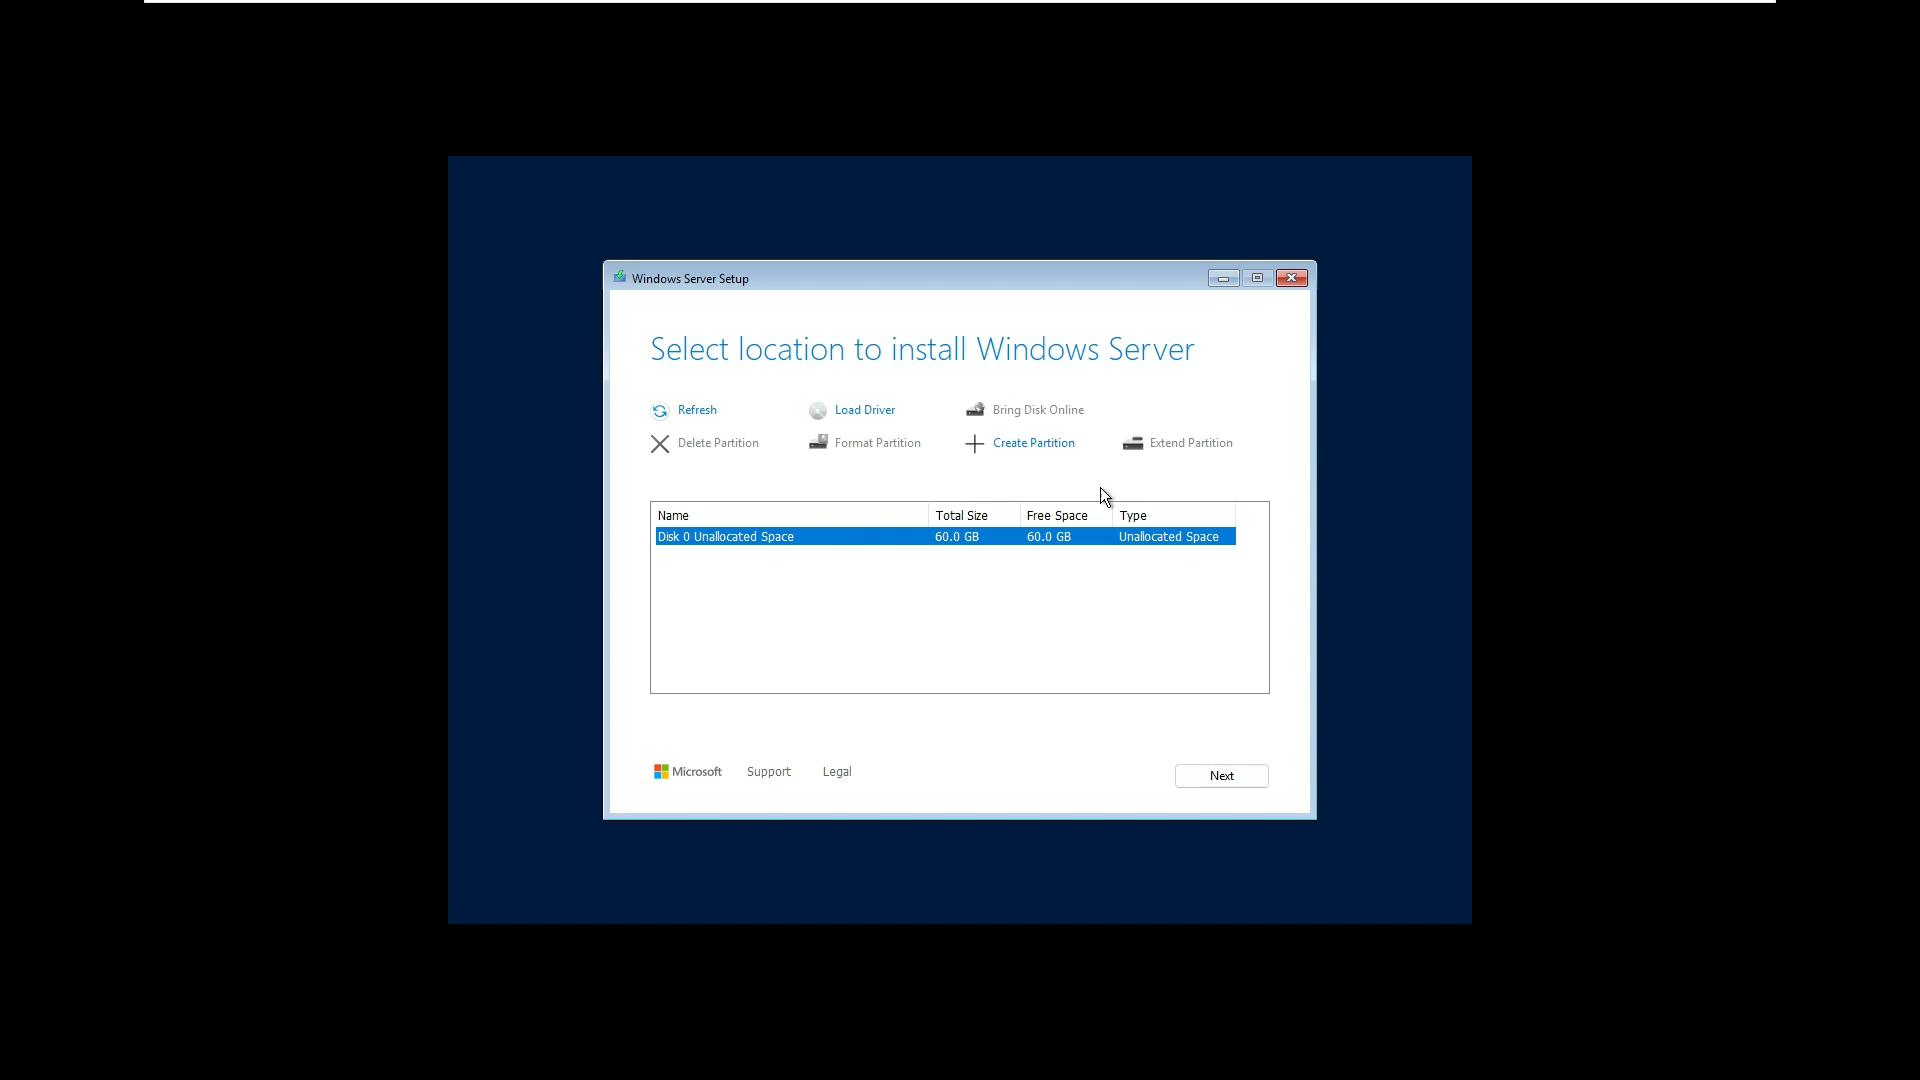 Windows Server Setup
Select location to install Windows Server
Refresh Load Driver Bring Disk Online
Delete Partition Format Partition Create Partition Extend Partition
Name Total Size Free Space Type
Disk 0 Unallocated Space 60.0 GB 60.0 GB Unallocated Space
Microsoft Support Legal Next